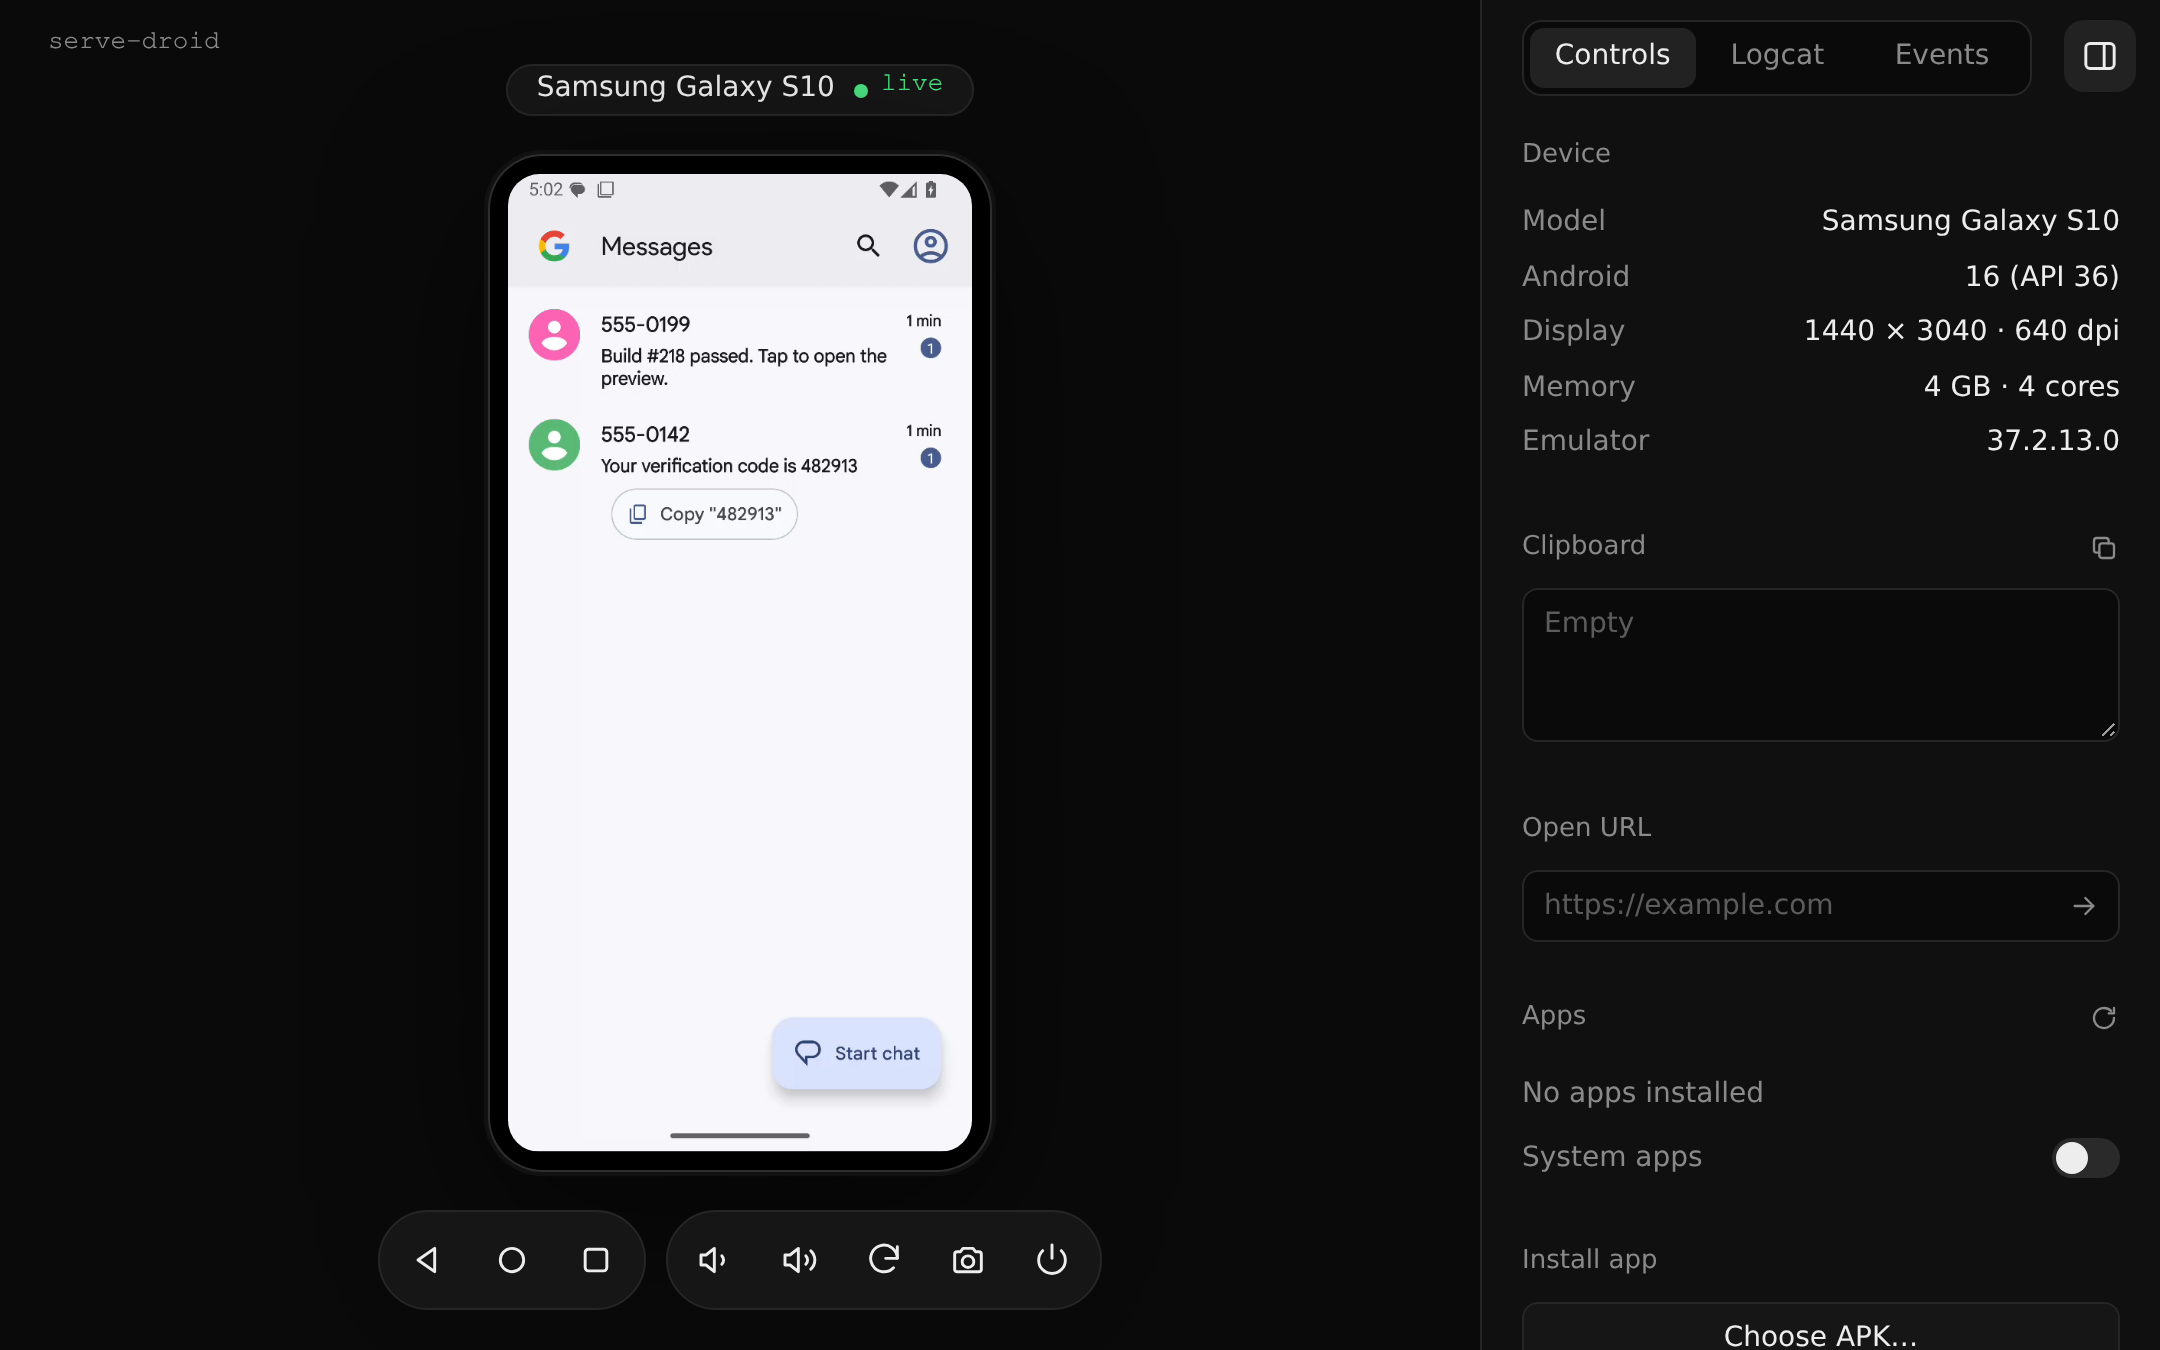 serve-droid
Samsung Galaxy S10 live
5:02
Messages
555-0199
1 min
Build #218 passed. Tap to open the
preview.
1
555-0142
1 min
Your verification code is 482913
1
Copy "482913"
Start chat
Controls
Logcat
Events
Device
Model Samsung Galaxy S10
Android 16 (API 36)
Display 1440 × 3040 · 640 dpi
Memory 4 GB · 4 cores
Emulator 37.2.13.0
Clipboard
Empty
Open URL
https://example.com
Apps
No apps installed
System apps
Install app
Choose APK...